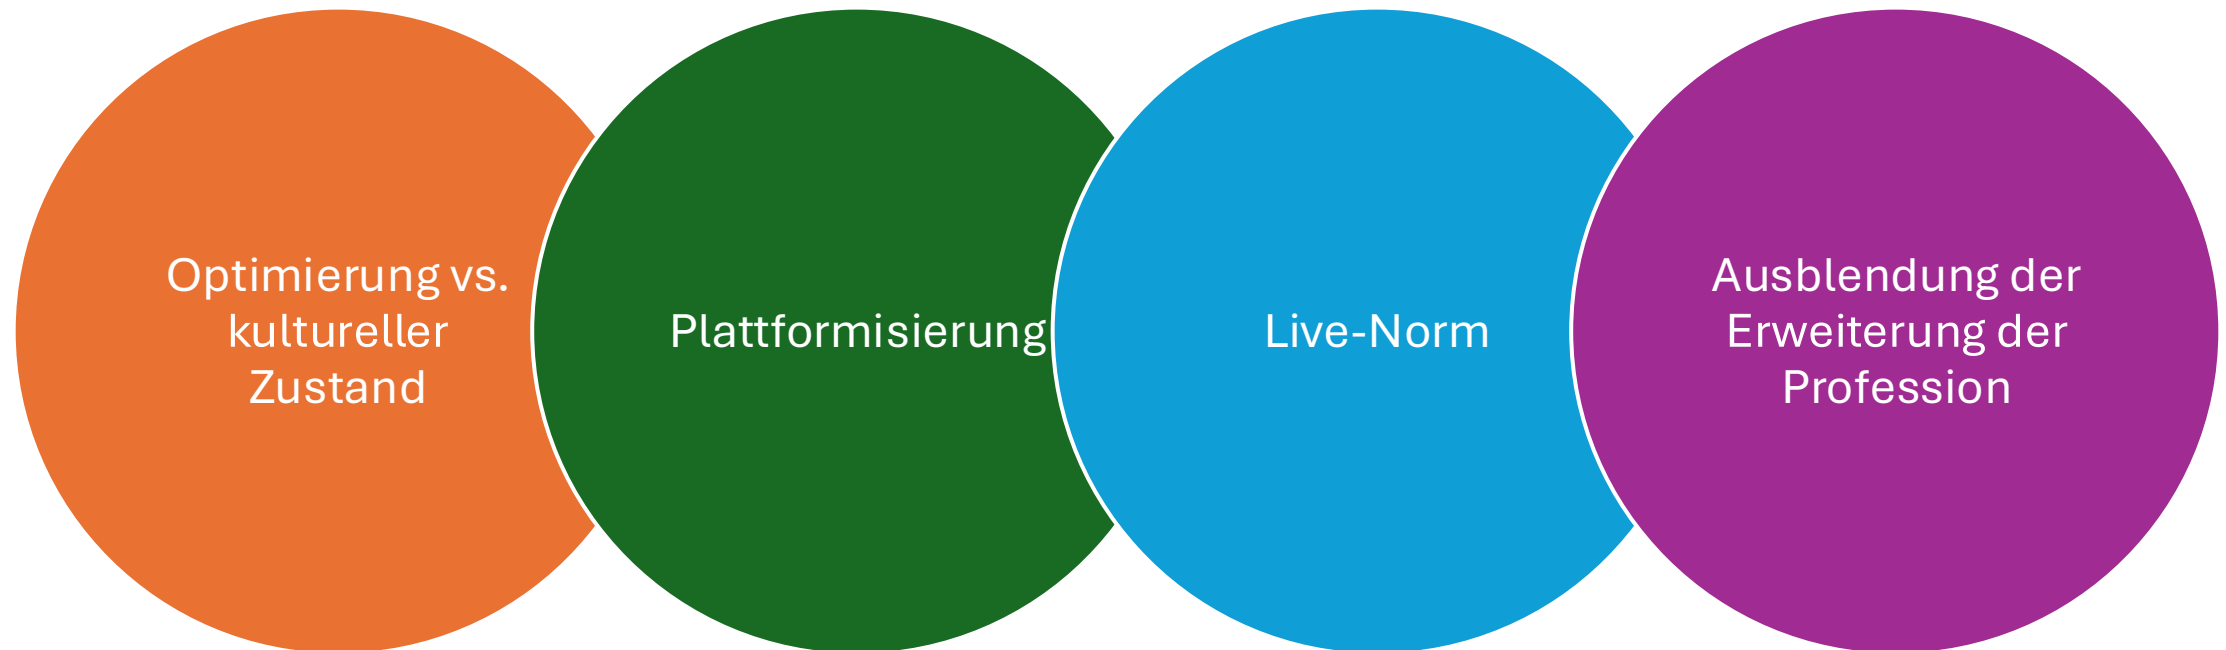 Optimierung vs.
kultureller
Zustand
Plattformisierung
Live-Norm
Ausblendung der
Erweiterung der
Profession